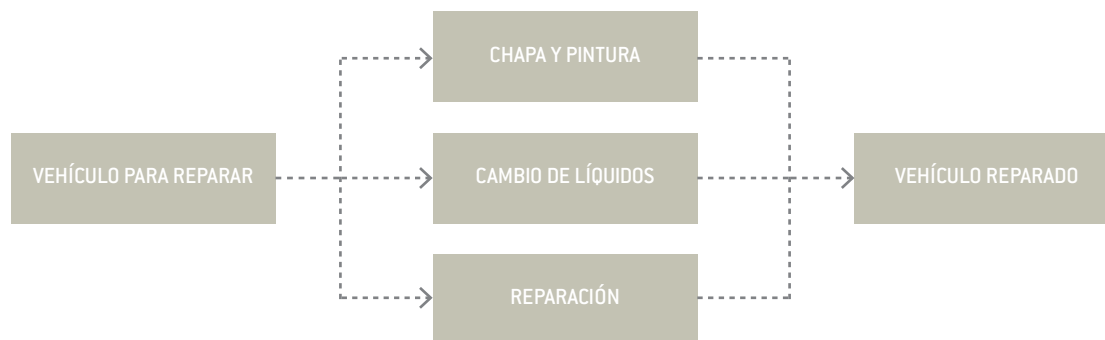 CHAPA Y PINTURA
VEHÍCULO PARA REPARAR
CAMBIO DE LÍQUIDOS
VEHÍCULO REPARADO
REPARACIÓN